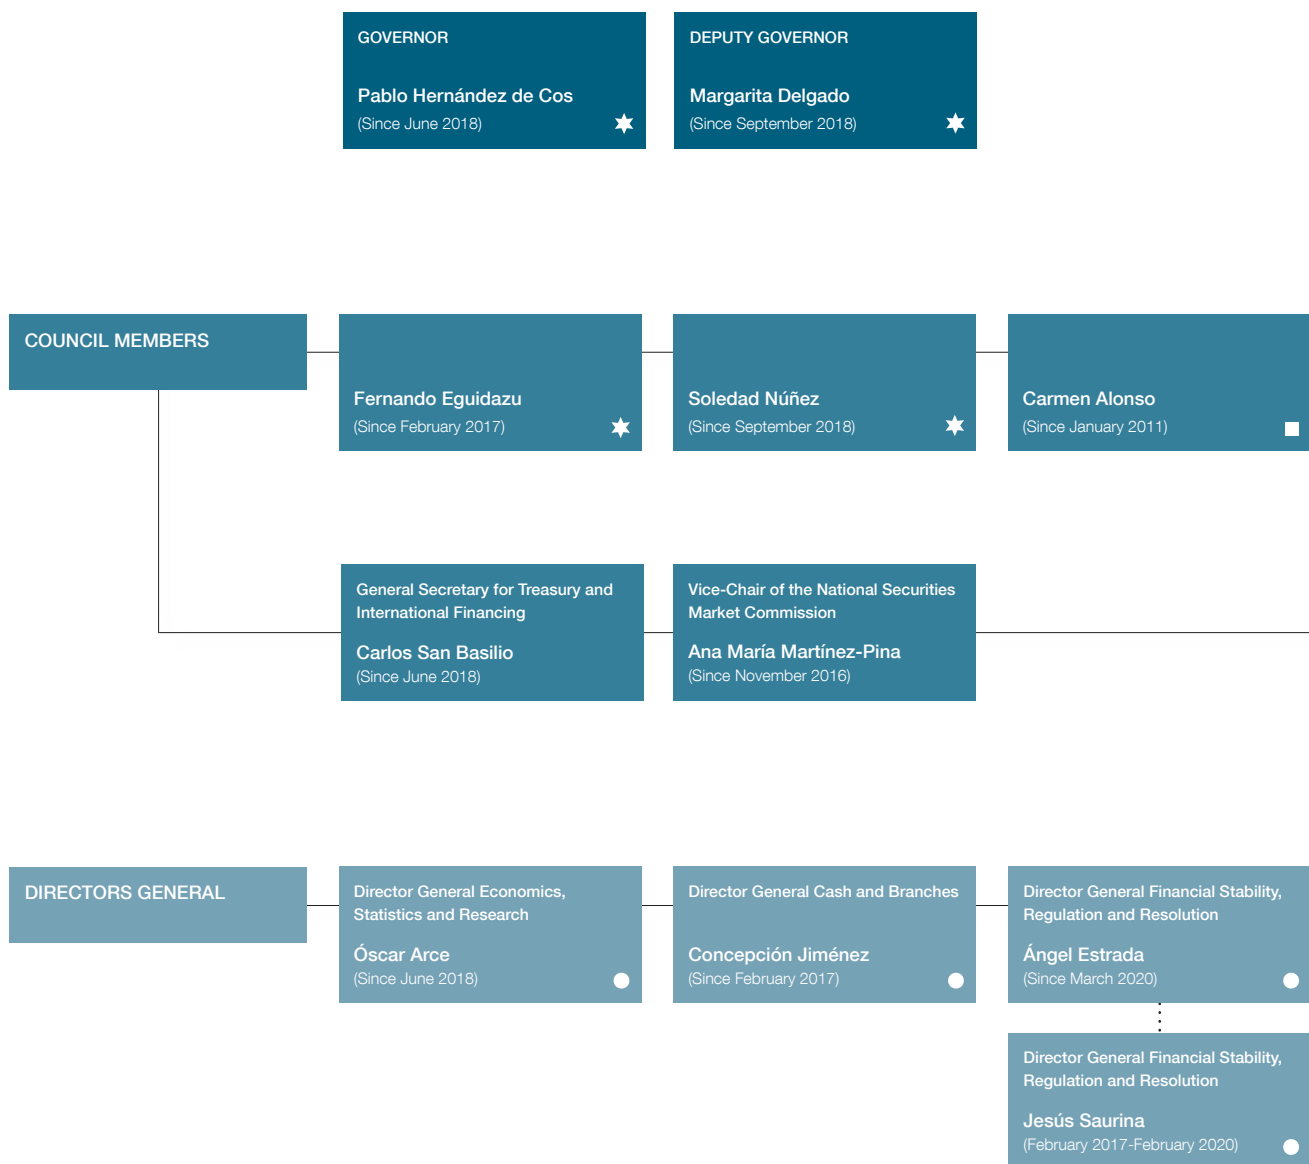 GOVERNOR
Pablo Hernández de Cos
(Since June 2018)
DEPUTY GOVERNOR
Margarita Delgado
(Since September 2018)
COUNCIL MEMBERS
Fernando Eguidazu
(Since February 2017)
Soledad Núñez
(Since September 2018)
Carmen Alonso
(Since January 2011)
General Secretary for Treasury and
International Financing
Carlos San Basilio
(Since June 2018)
Vice-Chair of the National Securities
Market Commission
Ana María Martínez-Pina
(Since November 2016)
DIRECTORS GENERAL
Director General Economics,
Statistics and Research
Óscar Arce
(Since June 2018)
Director General Cash and Branches
Concepción Jiménez
(Since February 2017)
Director General Financial Stability,
Regulation and Resolution
Ángel Estrada
(Since March 2020)
Director General Financial Stability,
Regulation and Resolution
Jesús Saurina
(February 2017-February 2020)